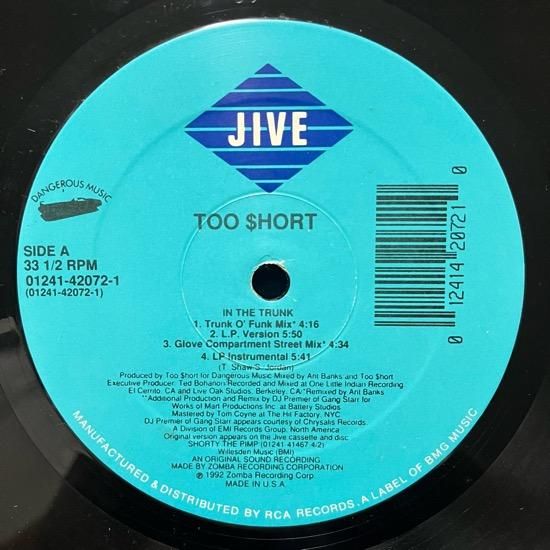 JIVE
DANGEROUS MUSIC
TOO $HORT
SIDE A
33 1/2 RPM
01241-42072-1
(01241-42072-1)
0 12414 20721 0
IN THE TRUNK
1. Trunk O' Funk Mix* 4:16
2. L.P. Version 5:50
3. Glove Compartment Street Mix* 4:34
4. LP Instrumental 5:41
(T. Shaw S. Jordan)
Produced by Too $hort for Dangerous Music Mixed by Ant Banks and Too $hort
Executive Producer: Ted Bohanon Recorded and Mixed at One Little Indian Recording,
El Cerrito, CA and Live Oak Studios, Berkeley, CA/*Remixed by Ant Banks
**Additional Production and Remix by DJ Premier of Gang Starr for
Works of Mart Productions Inc. at Battery Studios
Mastered by Tom Coyne at The Hit Factory, NYC
DJ Premier of Gang Starr appears courtesy of Chrysalis Records,
A Division of EMI Records Group, North America
Original version appears on the Jive cassette and disc
SHORTY THE PIMP (01241 41467 4/2)
Willesden Music (BMI)
AN ORIGINAL SOUND RECORDING
MADE BY ZOMBA RECORDING CORPORATION
℗ 1992 Zomba Recording Corp.
MADE IN U.S.A.
MANUFACTURED & DISTRIBUTED BY RCA RECORDS, A LABEL OF BMG MUSIC